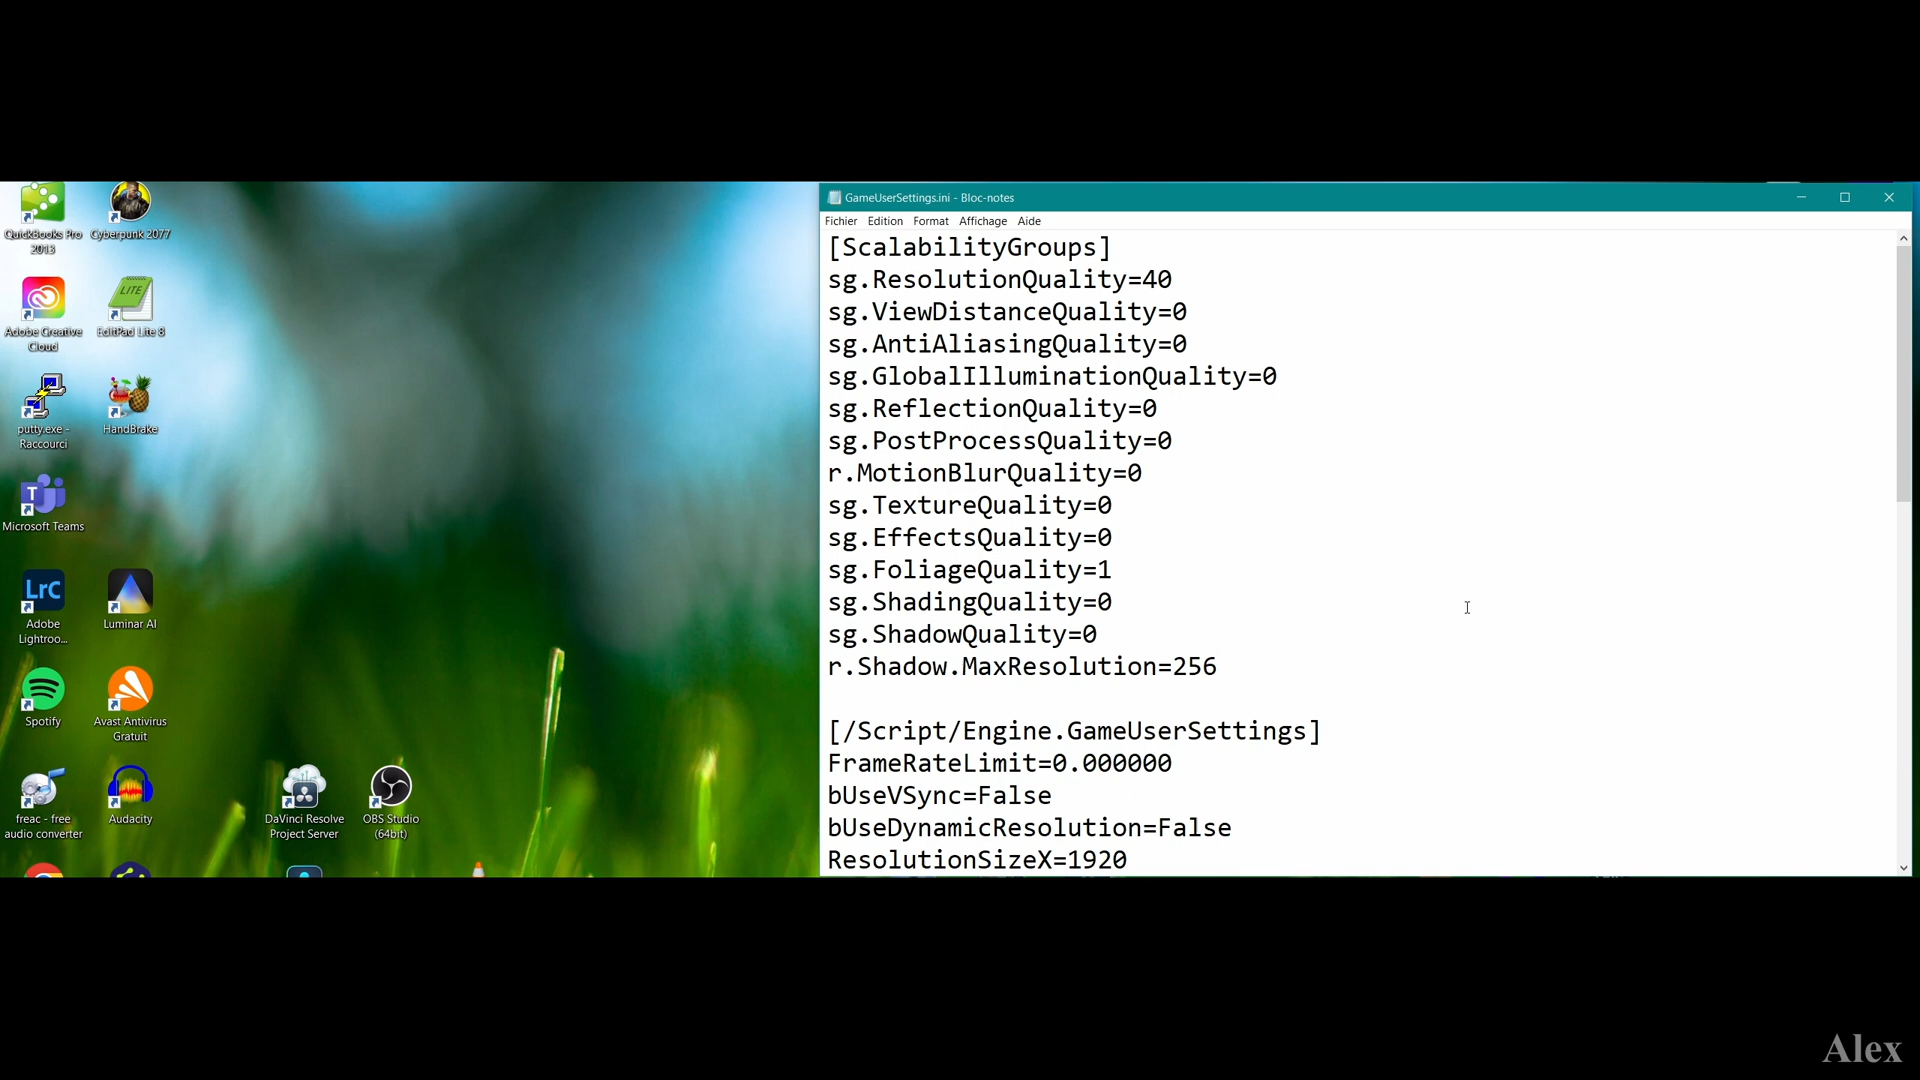 QuickBooks Pro
2013
Cyberpunk 2077
Adobe Creative
Cloud
LITE
EditPad Lite 8
putty.exe -
Raccourci
HandBrake
T
Microsoft Teams
LrC
Adobe
Lightroo...
Luminar AI
Spotify
Avast Antivirus
Gratuit
freac - free
audio converter
Audacity
DaVinci Resolve
Project Server
OBS Studio
(64bit)
GameUserSettings.ini - Bloc-notes
Fichier Edition Format Affichage Aide
[ScalabilityGroups]
sg.ResolutionQuality=40
sg.ViewDistanceQuality=0
sg.AntiAliasingQuality=0
sg.GlobalIlluminationQuality=0
sg.ReflectionQuality=0
sg.PostProcessQuality=0
r.MotionBlurQuality=0
sg.TextureQuality=0
sg.EffectsQuality=0
sg.FoliageQuality=1
sg.ShadingQuality=0
sg.ShadowQuality=0
r.Shadow.MaxResolution=256
[/Script/Engine.GameUserSettings]
FrameRateLimit=0.000000
bUseVSync=False
bUseDynamicResolution=False
ResolutionSizeX=1920
Alex